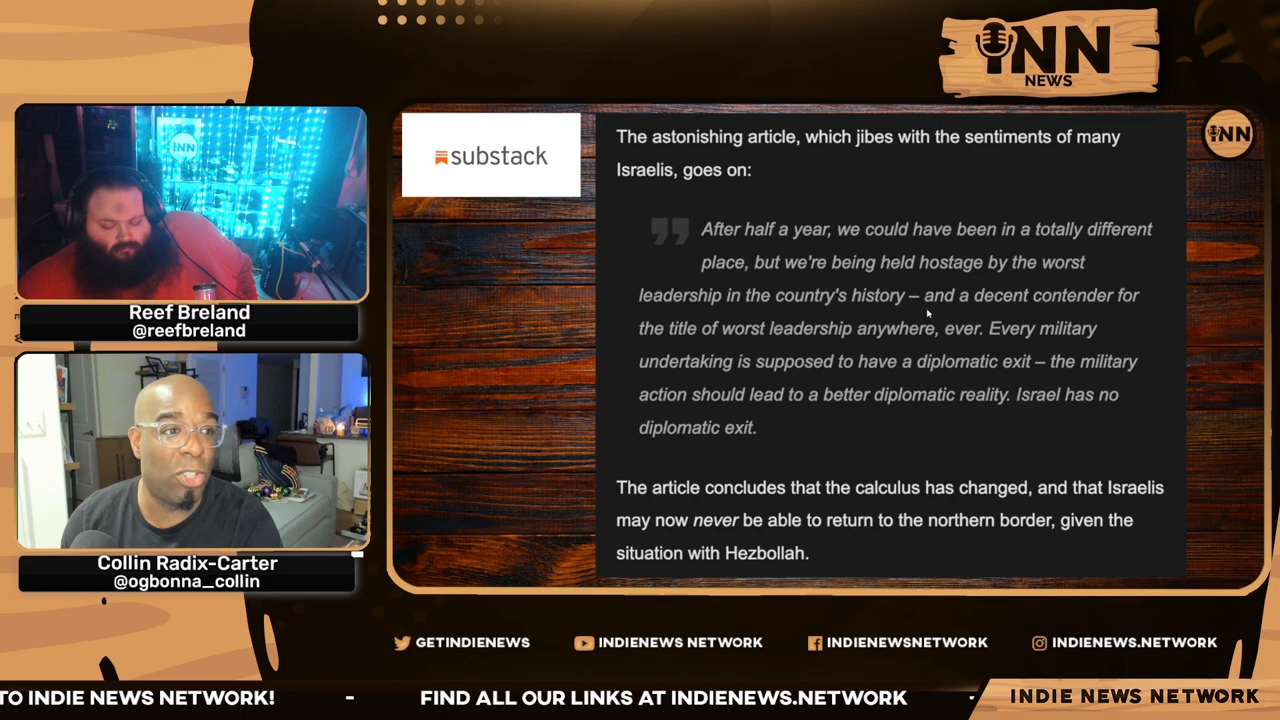 INN
NEWS
INN
INN
substack
The astonishing article, which jibes with the sentiments of many
Israelis, goes on:
After half a year, we could have been in a totally different
place, but we're being held hostage by the worst
leadership in the country's history – and a decent contender for
the title of worst leadership anywhere, ever. Every military
undertaking is supposed to have a diplomatic exit – the military
action should lead to a better diplomatic reality. Israel has no
diplomatic exit.
The article concludes that the calculus has changed, and that Israelis
may now never be able to return to the northern border, given the
situation with Hezbollah.
Reef Breland
@reefbreland
Collin Radix-Carter
@ogbonna_collin
GETINDIENEWS
INDIENEWS NETWORK
INDIENEWSNETWORK
INDIENEWS.NETWORK
TO INDIE NEWS NETWORK! - FIND ALL OUR LINKS AT INDIENEWS.NETWORK -
INDIE NEWS NETWORK